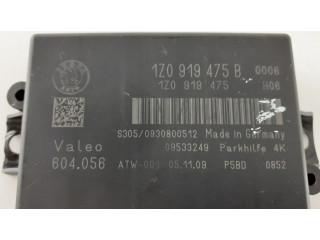 1Z0 919 475 B 0006
1Z0 919 475 H06
S305/0930800512 Made in Germany
Valeo 09533249 Parkhilfe 4K
604.056 ATW-009 05.11.09 P5BD 0852